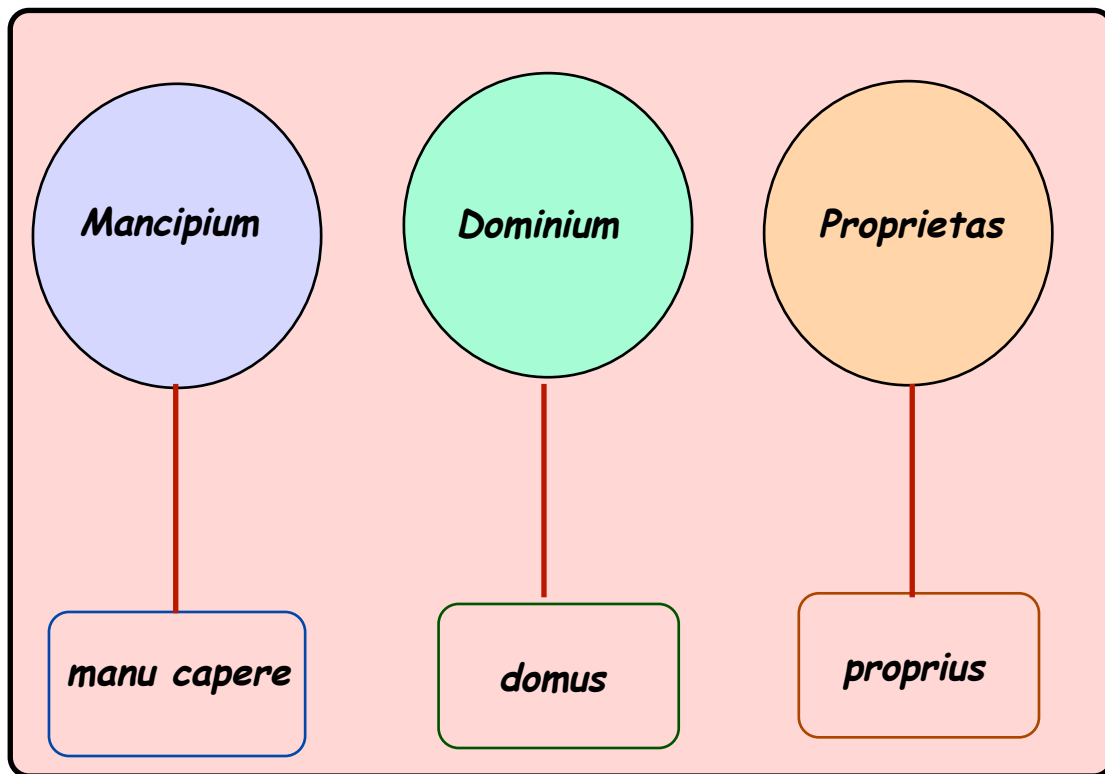 Mancipium
Dominium
Proprietas
manu capere
domus
proprius